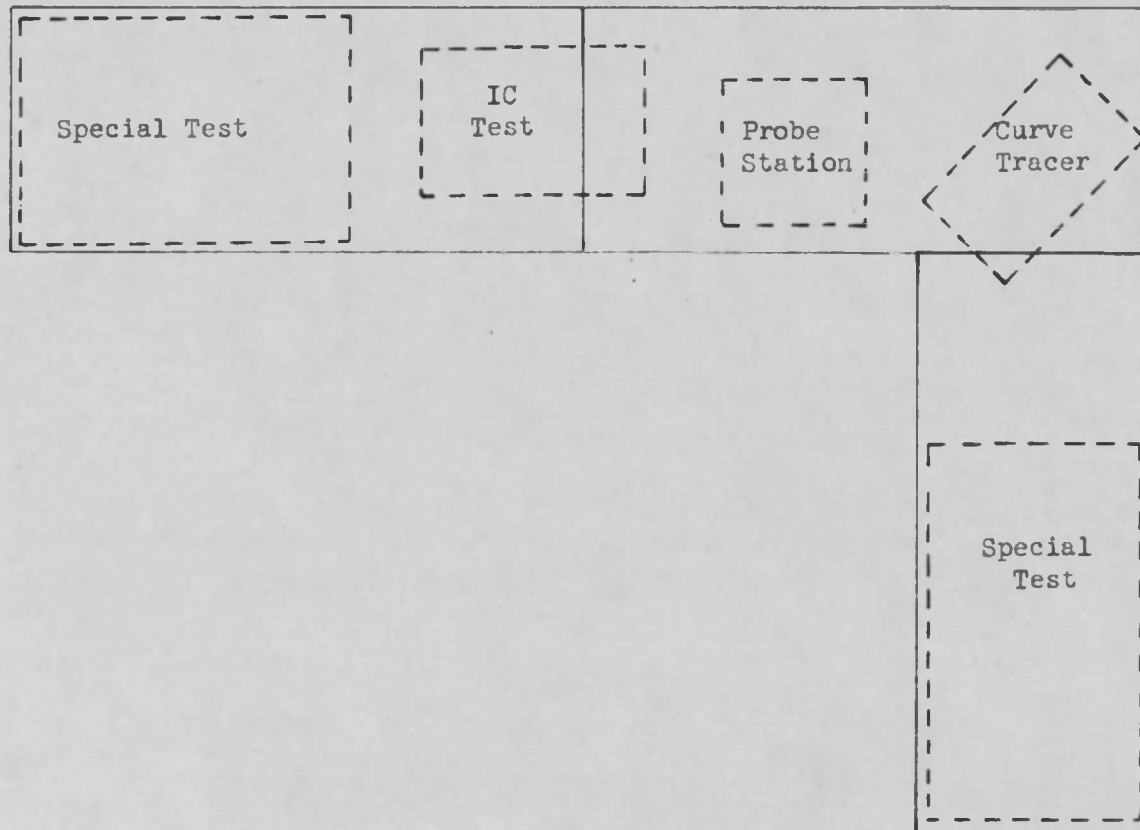 Special Test
IC
Test
Probe
Station
Curve
Tracer
Special
Test